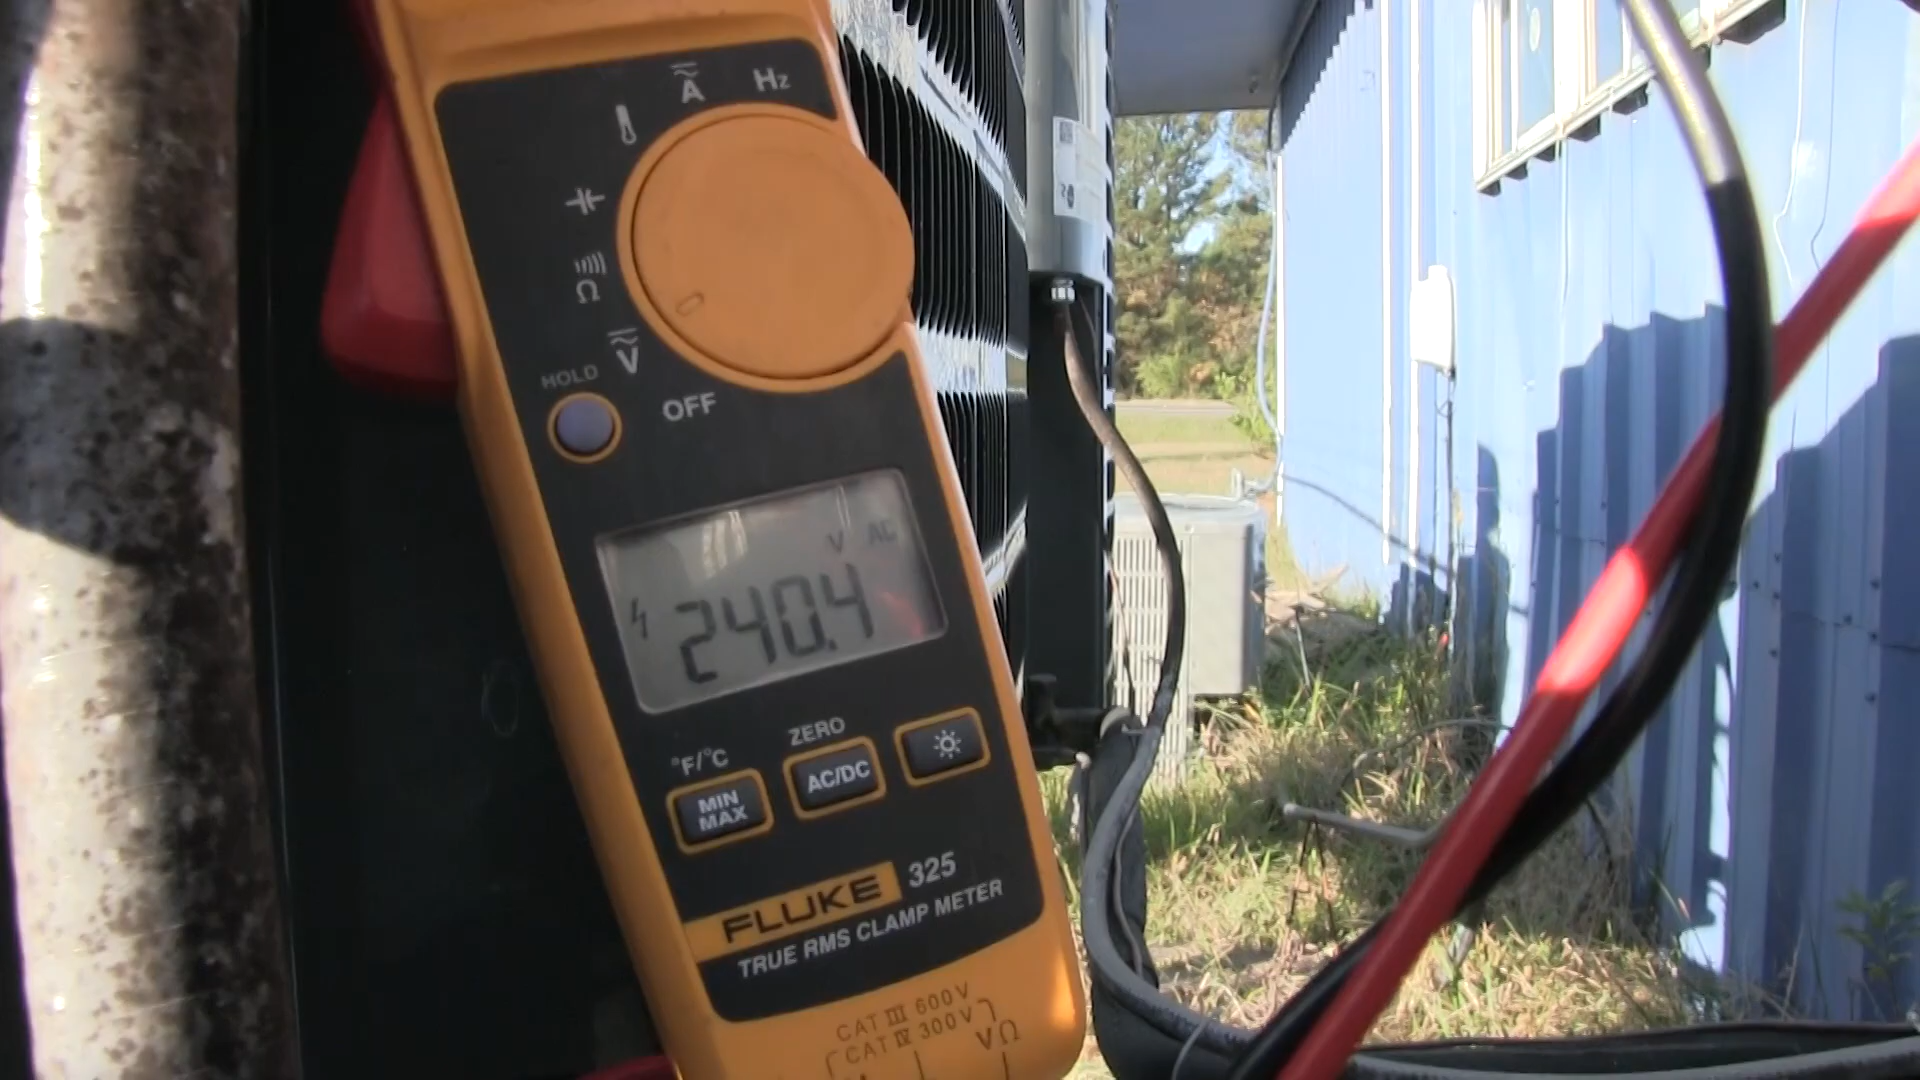 A
Hz
Ω
V
HOLD
OFF
V AC
240.4
°F/°C
ZERO
MIN
MAX
AC/DC
FLUKE 325
TRUE RMS CLAMP METER
CAT III 600V
CAT IV 300V
VΩ